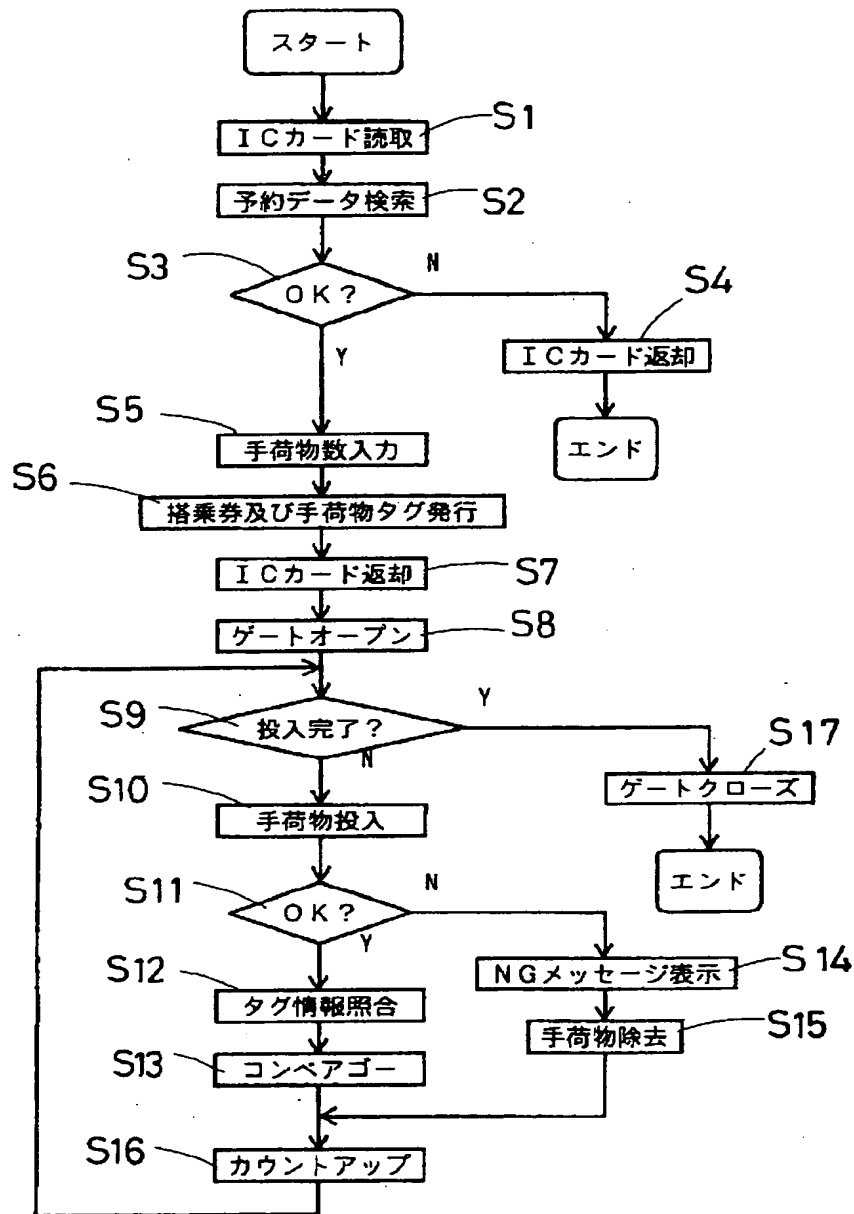 スタート
S1
ICカード読取
S2
予約データ検索
S3
OK?
N
Y
S4
ICカード返却
エンド
S5
手荷物数入力
S6
搭乗券及び手荷物タグ発行
S7
ICカード返却
S8
ゲートオープン
S9
投入完了?
Y
N
S17
ゲートクローズ
エンド
S10
手荷物投入
S11
OK?
N
Y
S12
タグ情報照合
S14
NGメッセージ表示
S15
手荷物除去
S13
コンベアゴー
S16
カウントアップ